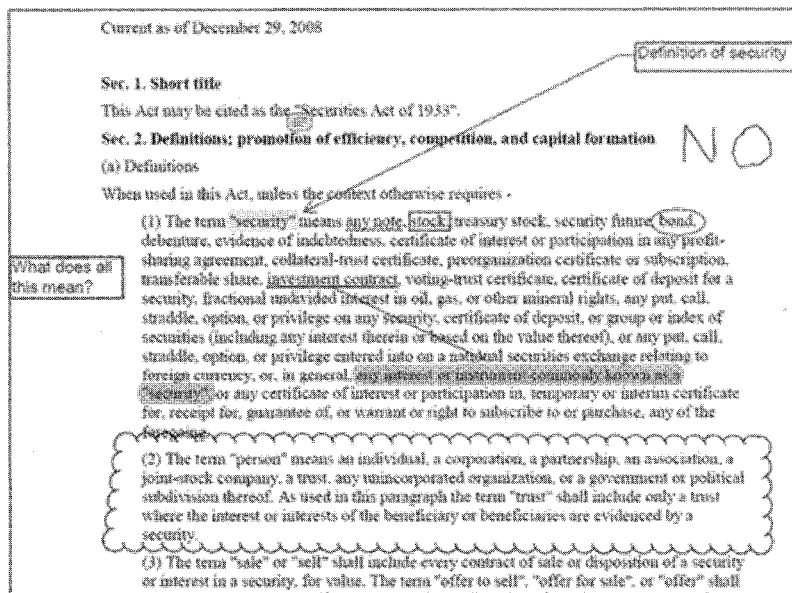 Current as of December 29, 2008
Definition of security
Sec. 1. Short title
This Act may be cited as the "Securities Act of 1933".
Sec. 2. Definitions; promotion of efficiency, competition, and capital formation
NO
(a) Definitions
When used in this Act, unless the context otherwise requires -
(1) The term "security" means any note, stock, treasury stock, security future, bond,
debenture, evidence of indebtedness, certificate of interest or participation in any profit-
sharing agreement, collateral-trust certificate, preorganization certificate or subscription,
What does all
this mean?
transferable share, investment contract, voting-trust certificate, certificate of deposit for a
security, fractional undivided interest in oil, gas, or other mineral rights, any put, call,
straddle, option, or privilege on any security, certificate of deposit, or group or index of
securities (including any interest therein or based on the value thereof), or any put, call,
straddle, option, or privilege entered into on a national securities exchange relating to
foreign currency, or, in general, any interest or instrument commonly known as a
"security", or any certificate of interest or participation in, temporary or interim certificate
for, receipt for, guarantee of, or warrant or right to subscribe to or purchase, any of the
foregoing.
(2) The term "person" means an individual, a corporation, a partnership, an association, a
joint-stock company, a trust, any unincorporated organization, or a government or political
subdivision thereof. As used in this paragraph the term "trust" shall include only a trust
where the interest or interests of the beneficiary or beneficiaries are evidenced by a
security.
(3) The term "sale" or "sell" shall include every contract of sale or disposition of a security
or interest in a security, for value. The term "offer to sell", "offer for sale", or "offer" shall